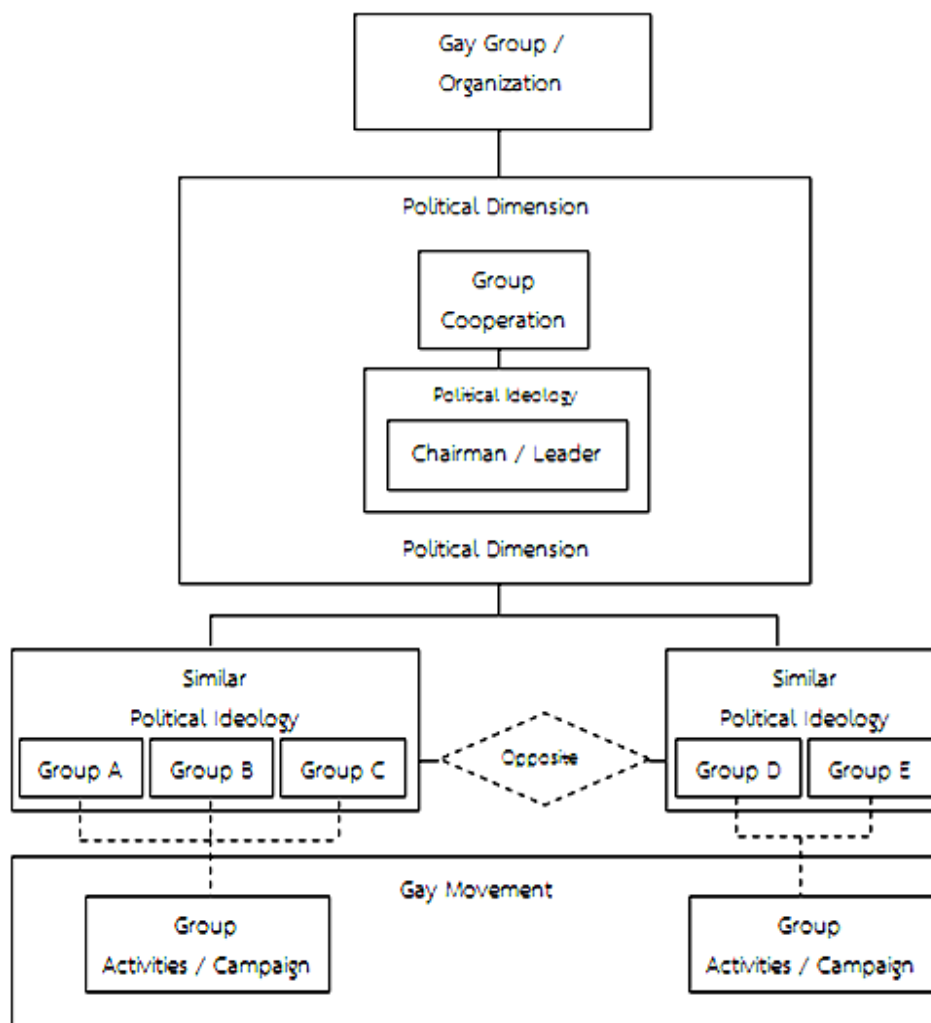 Gay Group /
Organization
Political Dimension
Group
Cooperation
Political Ideology
Chairman / Leader
Political Dimension
Similar
Political Ideology
Group A
Group B
Group C
Opposite
Similar
Political Ideology
Group D
Group E
Gay Movement
Group
Activities / Campaign
Group
Activities / Campaign